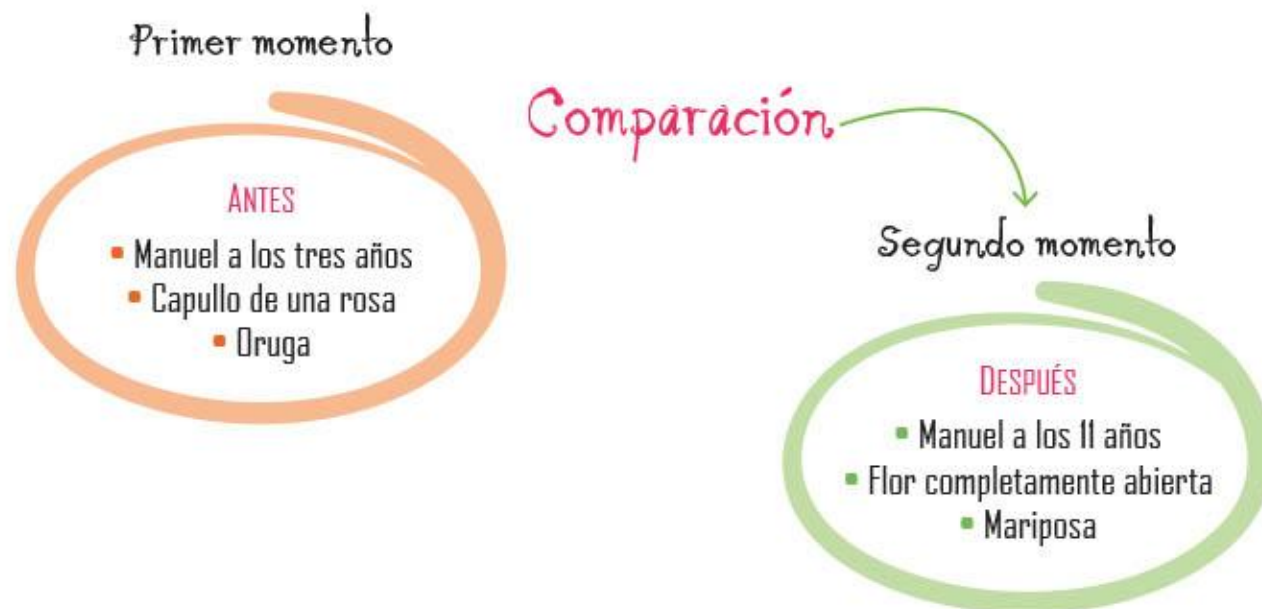 Primer momento
Comparación
ANTES
▪ Manuel a los tres años
▪ Capullo de una rosa
▪ Oruga
Segundo momento
DESPUÉS
▪ Manuel a los 11 años
▪ Flor completamente abierta
▪ Mariposa